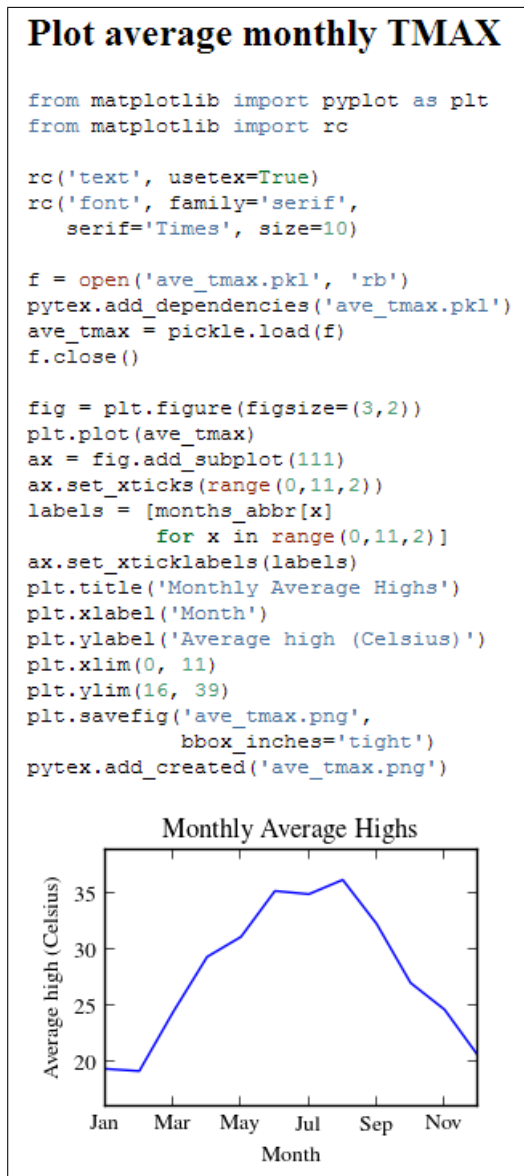 Plot average monthly TMAX
from matplotlib import pyplot as plt
from matplotlib import rc
rc('text', usetex=True)
rc('font', family='serif',
   serif='Times', size=10)
f = open('ave_tmax.pkl', 'rb')
pytex.add_dependencies('ave_tmax.pkl')
ave_tmax = pickle.load(f)
f.close()
fig = plt.figure(figsize=(3,2))
plt.plot(ave_tmax)
ax = fig.add_subplot(111)
ax.set_xticks(range(0,11,2))
labels = [months_abbr[x]
          for x in range(0,11,2)]
ax.set_xticklabels(labels)
plt.title('Monthly Average Highs')
plt.xlabel('Month')
plt.ylabel('Average high (Celsius)')
plt.xlim(0, 11)
plt.ylim(16, 39)
plt.savefig('ave_tmax.png',
            bbox_inches='tight')
pytex.add_created('ave_tmax.png')
Monthly Average Highs
Average high (Celsius)
35
30
25
20
Jan Mar May Jul Sep Nov
Month